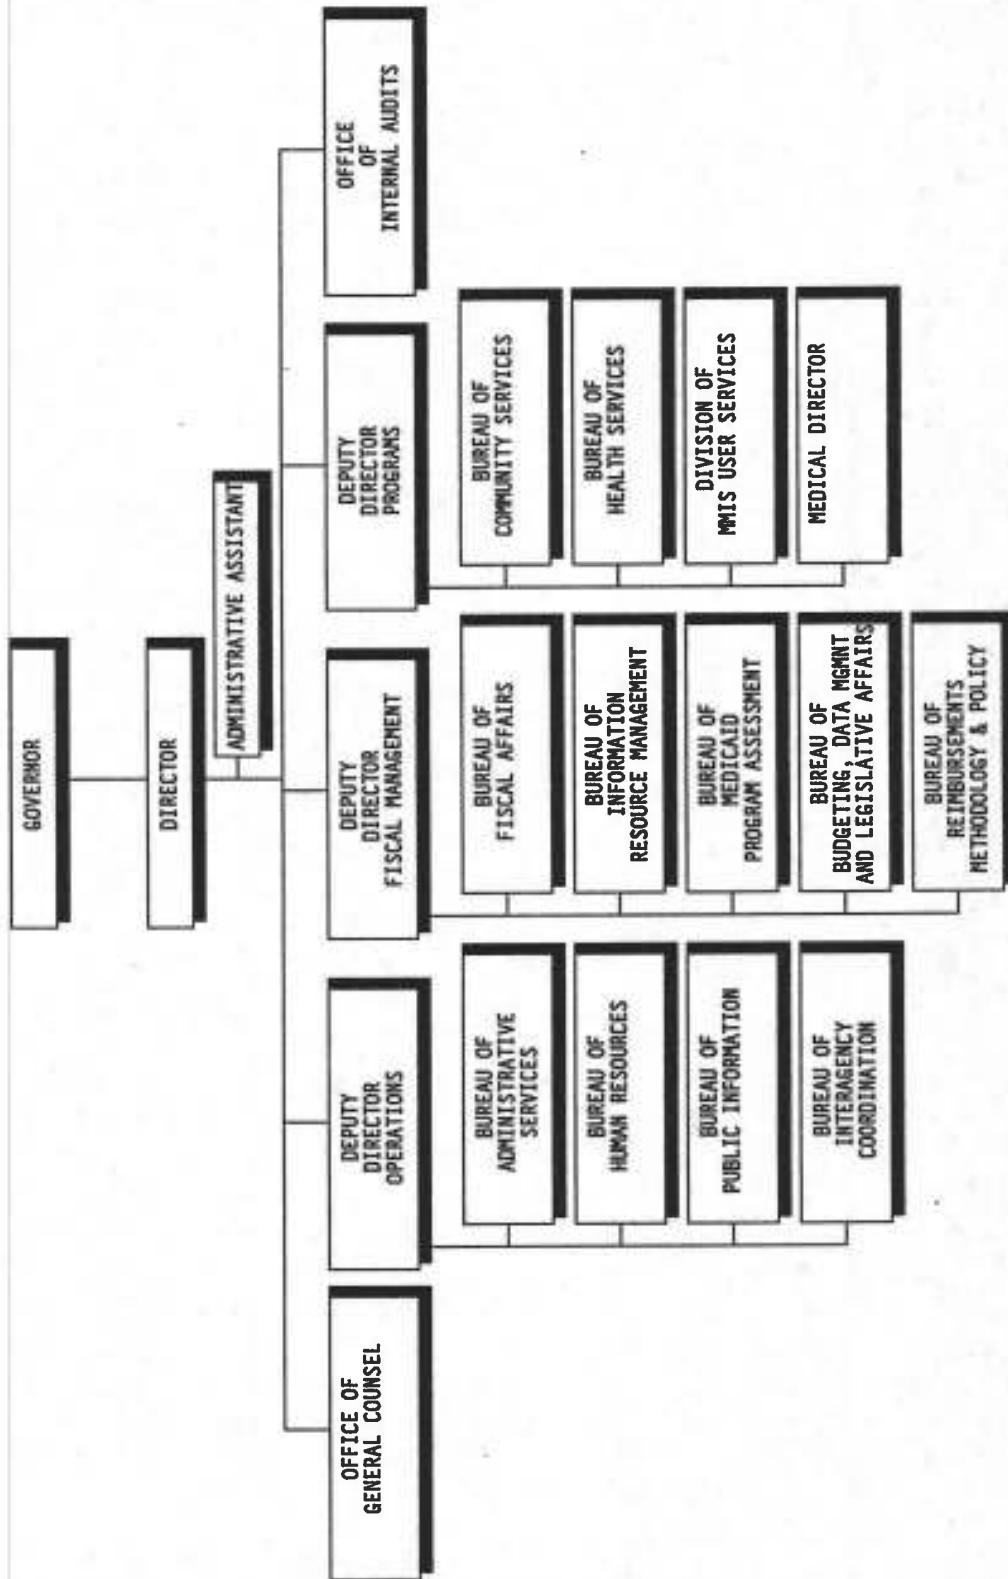 GOVERNOR
DIRECTOR
ADMINISTRATIVE ASSISTANT
OFFICE OF
GENERAL COUNSEL
DEPUTY
DIRECTOR
OPERATIONS
DEPUTY
DIRECTOR
FISCAL MANAGEMENT
DEPUTY
DIRECTOR
PROGRAMS
OFFICE
OF
INTERNAL AUDITS
BUREAU OF
ADMINISTRATIVE
SERVICES
BUREAU OF
HUMAN RESOURCES
BUREAU OF
PUBLIC INFORMATION
BUREAU OF
INTERAGENCY
COORDINATION
BUREAU OF
FISCAL AFFAIRS
BUREAU OF
INFORMATION
RESOURCE MANAGEMENT
BUREAU OF
MEDICAID
PROGRAM ASSESSMENT
BUREAU OF
BUDGETING, DATA MGMNT
AND LEGISLATIVE AFFAIRS
BUREAU OF
REIMBURSEMENTS
METHODOLOGY & POLICY
BUREAU OF
COMMUNITY SERVICES
BUREAU OF
HEALTH SERVICES
DIVISION OF
MMIS USER SERVICES
MEDICAL DIRECTOR